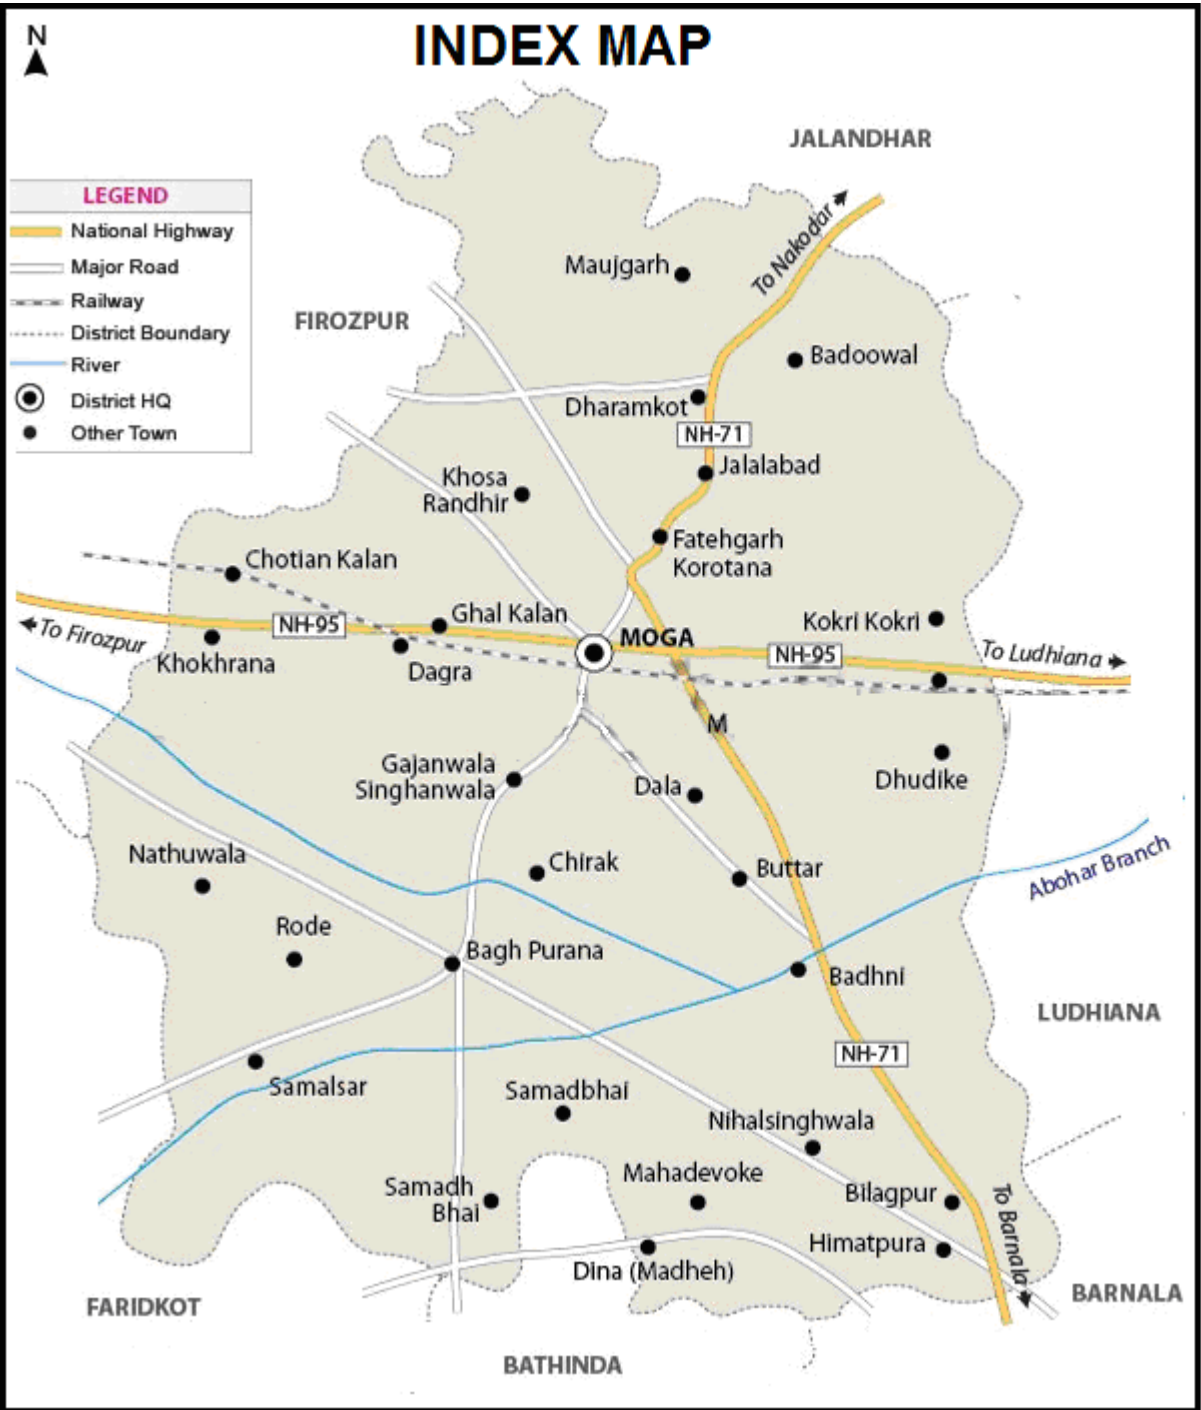 N
INDEX MAP
JALANDHAR
LEGEND
National Highway
Major Road
Railway
District Boundary
River
District HQ
Other Town
To Nakodar
Maujgarh
FIROZPUR
Badoowal
Dharamkot
NH-71
Jalalabad
Khosa
Randhir
Fatehgarh
Korotana
Chotian Kalan
Ghal Kalan
Kokri Kokri
NH-95
To Firozpur
MOGA
NH-95
To Ludhiana
Khokhrana
Dagra
M
Gajanwala
Singhanwala
Dala
Dhudike
Nathuwala
Chirak
Buttar
Abohar Branch
Rode
Bagh Purana
Badhni
LUDHIANA
NH-71
Samalsar
Samadbhai
Nihalsinghwala
Mahadevoke
Samadh
Bhai
Bilagpur
To Barnala
Himatpura
Dina (Madheh)
BARNALA
FARIDKOT
BATHINDA